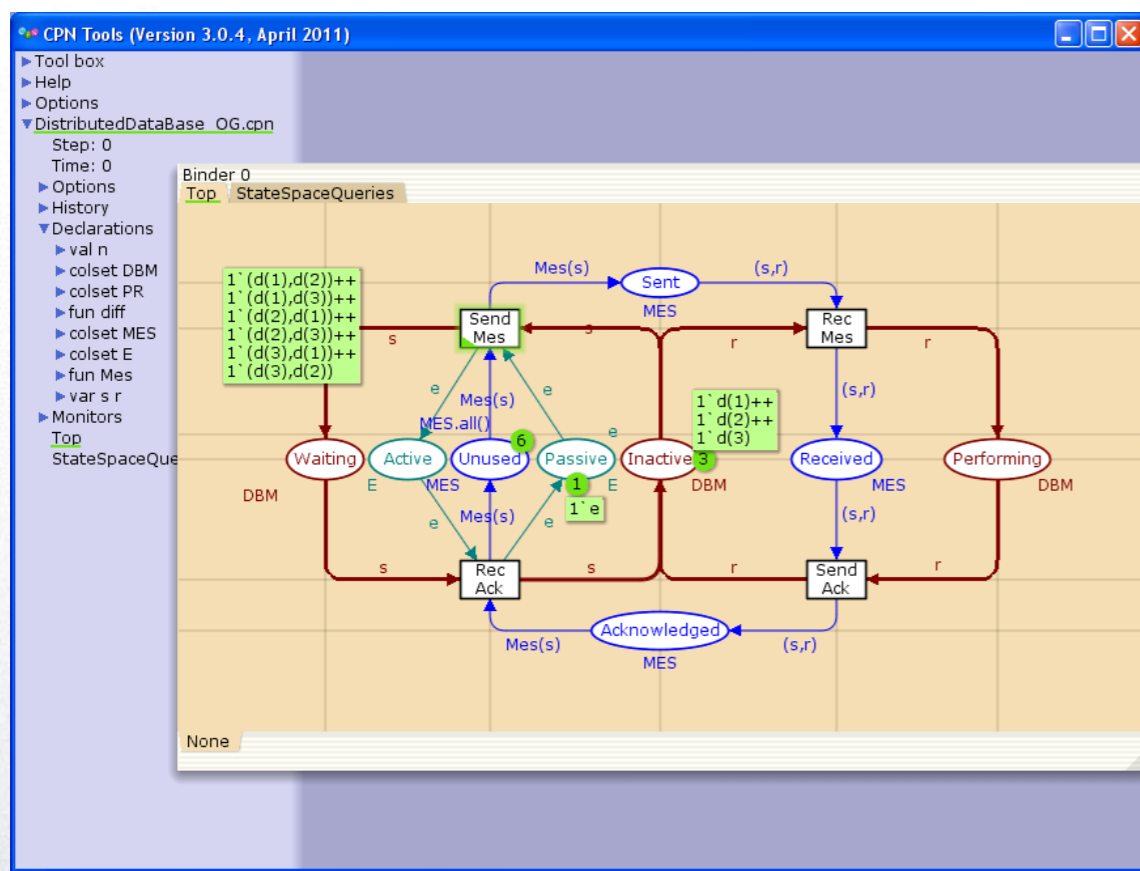 CPN Tools (Version 3.0.4, April 2011)
Tool box
Help
Options
DistributedDataBase_OG.cpn
Step: 0
Time: 0
Options
History
Declarations
val n
colset DBM
colset PR
fun diff
colset MES
colset E
fun Mes
var s r
Monitors
Top
StateSpaceQue
Binder 0
Top StateSpaceQueries
1`(d(1),d(2))++
1`(d(1),d(3))++
1`(d(2),d(1))++
1`(d(2),d(3))++
1`(d(3),d(1))++
1`(d(3),d(2))
Mes(s)
Sent
MES
(s,r)
Send
Mes
Rec
Mes
s
s
r
r
e
Mes(s)
e
(s,r)
MES.all()
6
e
1`d(1)++
1`d(2)++
1`d(3)
Waiting
DBM
Active
E
Unused
MES
Passive
E
1
1`e
Inactive
3
DBM
Received
MES
Performing
DBM
e
Mes(s)
e
(s,r)
s
Rec
Ack
s
r
Send
Ack
r
Mes(s)
Acknowledged
MES
(s,r)
None